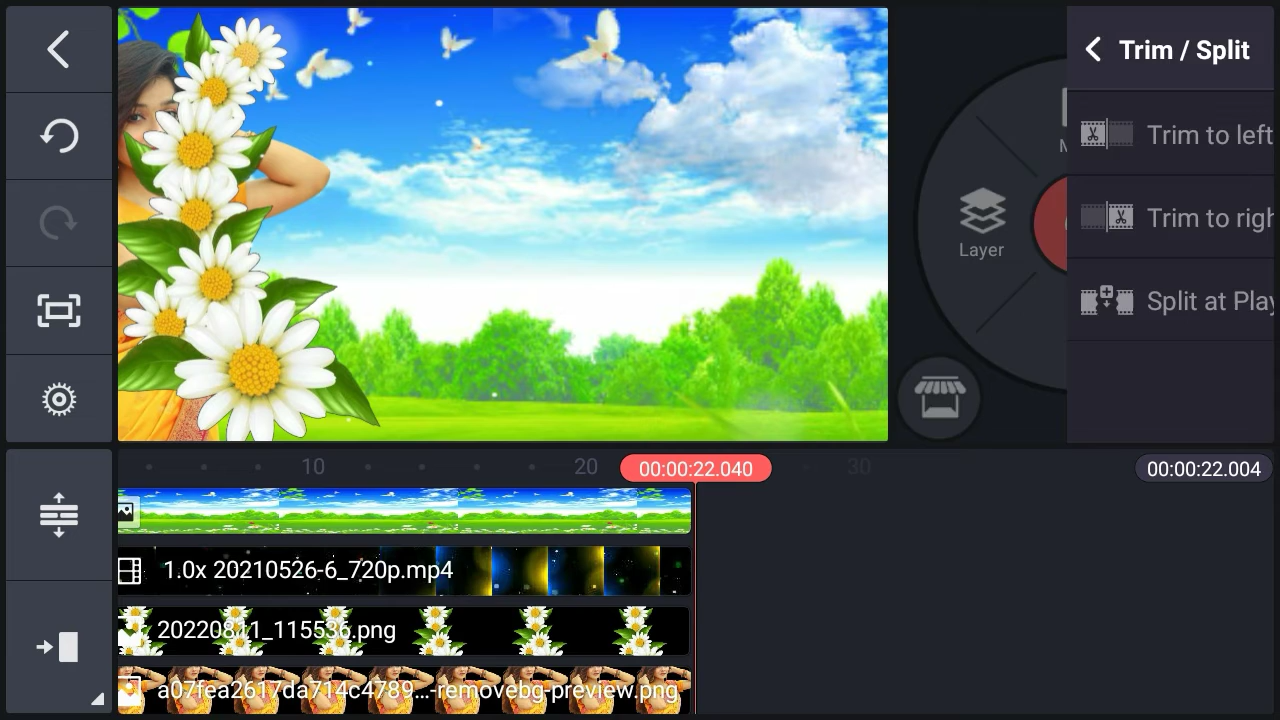 Trim / Split
M
Trim to left
Trim to righ
Layer
Split at Play
10
20
00:00:22.040
30
00:00:22.004
1.0x 20210526-6_720p.mp4
20220811_115536.png
a07fea2617da714c4789...-removebg-preview.png